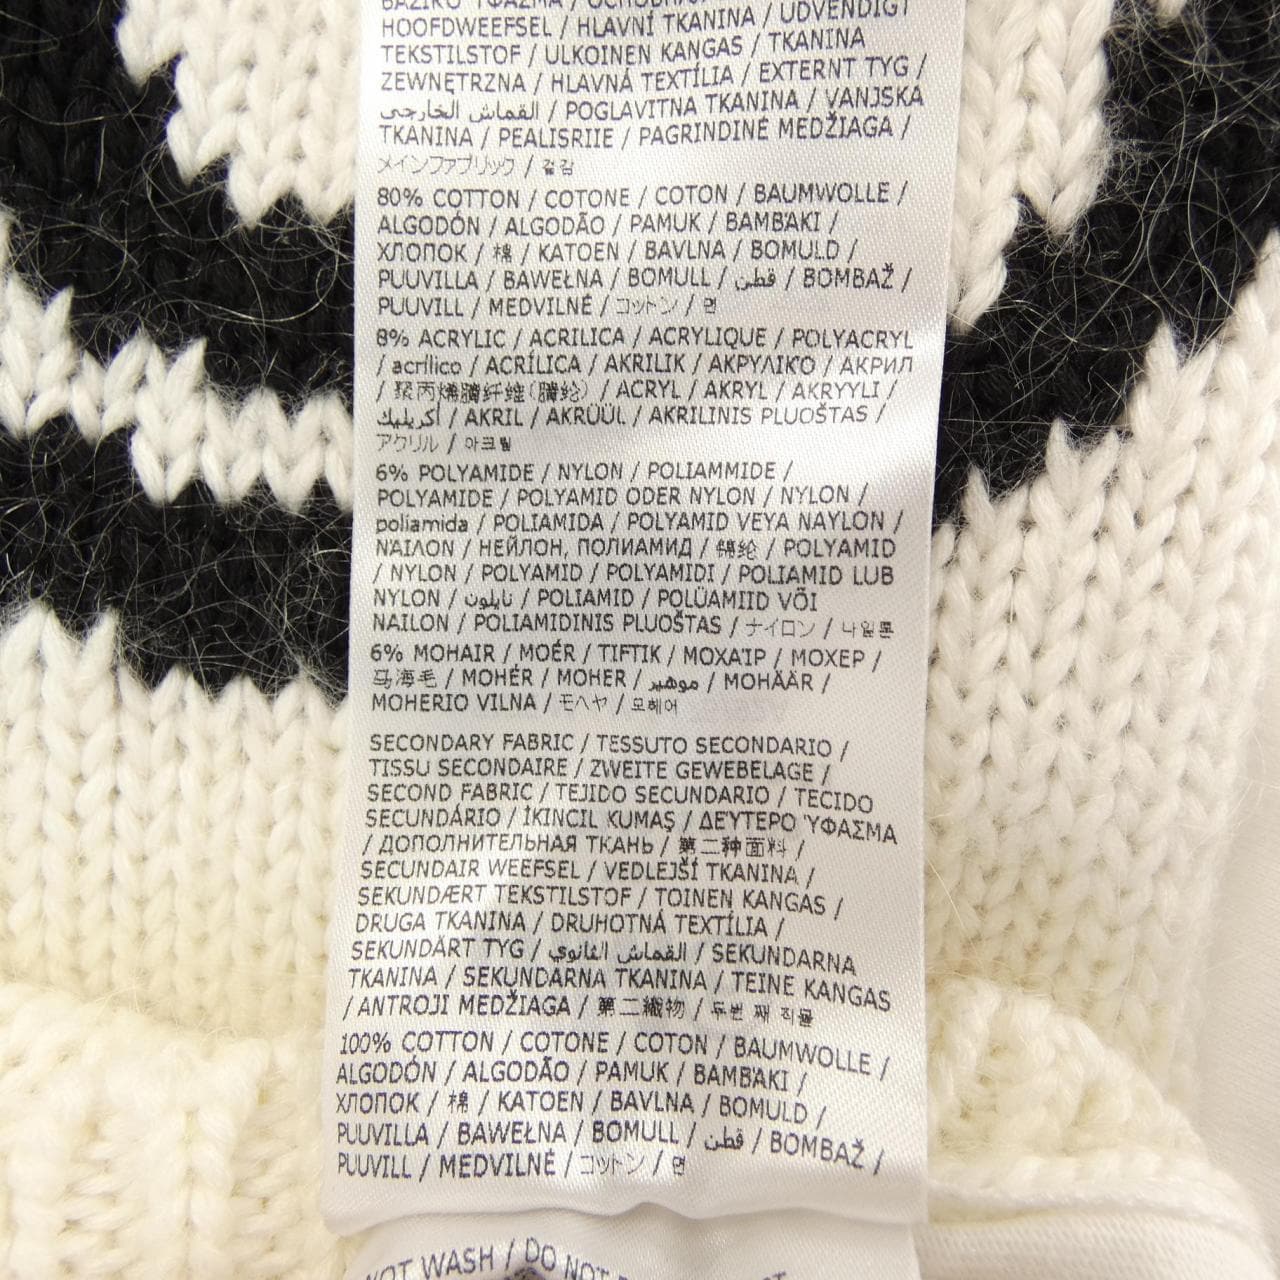 HOOFDWEEFSEL / HLAVNÍ TKANINA / UDVENDIGT
TEKSTILSTOF / ULKOINEN KANGAS / TKANINA
ZEWNĘTRZNA / HLAVNÁ TEXTÍLIA / EXTERNT TYG /
القماش الخارجي / POGLAVITNA TKANINA / VANJSKA
TKANINA / PEALISRIIE / PAGRINDINĖ MEDŽIAGA /
メインファブリック / 겉감
80% COTTON / COTONE / COTON / BAUMWOLLE /
ALGODÓN / ALGODÃO / PAMUK / ΒΑΜΒΆΚΙ /
ХЛОПОК / 棉 / KATOEN / BAVLNA / BOMULD /
PUUVILLA / BAWEŁNA / BOMULL / قطن / BOMBAŽ /
PUUVILL / MEDVILNĖ / コットン / 면
8% ACRYLIC / ACRILICA / ACRYLIQUE / POLYACRYL
/ acrílico / ACRÍLICA / AKRILIK / ΑΚΡΥΛΙΚΌ / АКРИЛ
/ 聚丙烯腈纤维(腈纶) / ACRYL / AKRYL / AKRYYLI /
أكريليك / AKRIL / AKRÜÜL / AKRILINIS PLUOŠTAS /
アクリル / 아크릴
6% POLYAMIDE / NYLON / POLIAMMIDE /
POLYAMIDE / POLYAMID ODER NYLON / NYLON /
poliamida / POLIAMIDA / POLYAMID VEYA NAYLON /
ΝΆΙΛΟΝ / НЕЙЛОН, ПОЛИАМИД / 锦纶 / POLYAMID
/ NYLON / POLYAMID / POLYAMIDI / POLIAMID LUB
NYLON / نايلون / POLIAMID / POLÜAMIID VÕI
NAILON / POLIAMIDINIS PLUOŠTAS / ナイロン / 나일론
6% MOHAIR / MOÉR / TIFTIK / ΜΟΧΑΊΡ / МОХЕР /
马海毛 / MOHÉR / MOHER / موهير / MOHÄÄR /
MOHERIO VILNA / モヘヤ / 모헤어
SECONDARY FABRIC / TESSUTO SECONDARIO /
TISSU SECONDAIRE / ZWEITE GEWEBELAGE /
SECOND FABRIC / TEJIDO SECUNDARIO / TECIDO
SECUNDÁRIO / İKINCIL KUMAŞ / ΔΕΎΤΕΡΟ ΎΦΑΣΜΑ
/ ДОПОЛНИТЕЛЬНАЯ ТКАНЬ / 第二种面料 /
SECUNDAIR WEEFSEL / VEDLEJŠÍ TKANINA /
SEKUNDÆRT TEKSTILSTOF / TOINEN KANGAS /
DRUGA TKANINA / DRUHOTNÁ TEXTÍLIA /
SEKUNDÄRT TYG / القماش الثانوي / SEKUNDARNA
TKANINA / SEKUNDARNA TKANINA / TEINE KANGAS
/ ANTROJI MEDŽIAGA / 第二織物 / 두번 째 직물
100% COTTON / COTONE / COTON / BAUMWOLLE /
ALGODÓN / ALGODÃO / PAMUK / ΒΑΜΒΆΚΙ /
ХЛОПОК / 棉 / KATOEN / BAVLNA / BOMULD /
PUUVILLA / BAWEŁNA / BOMULL / قطن / BOMBAŽ /
PUUVILL / MEDVILNĖ / コットン / 면
NOT WASH / DO NOT